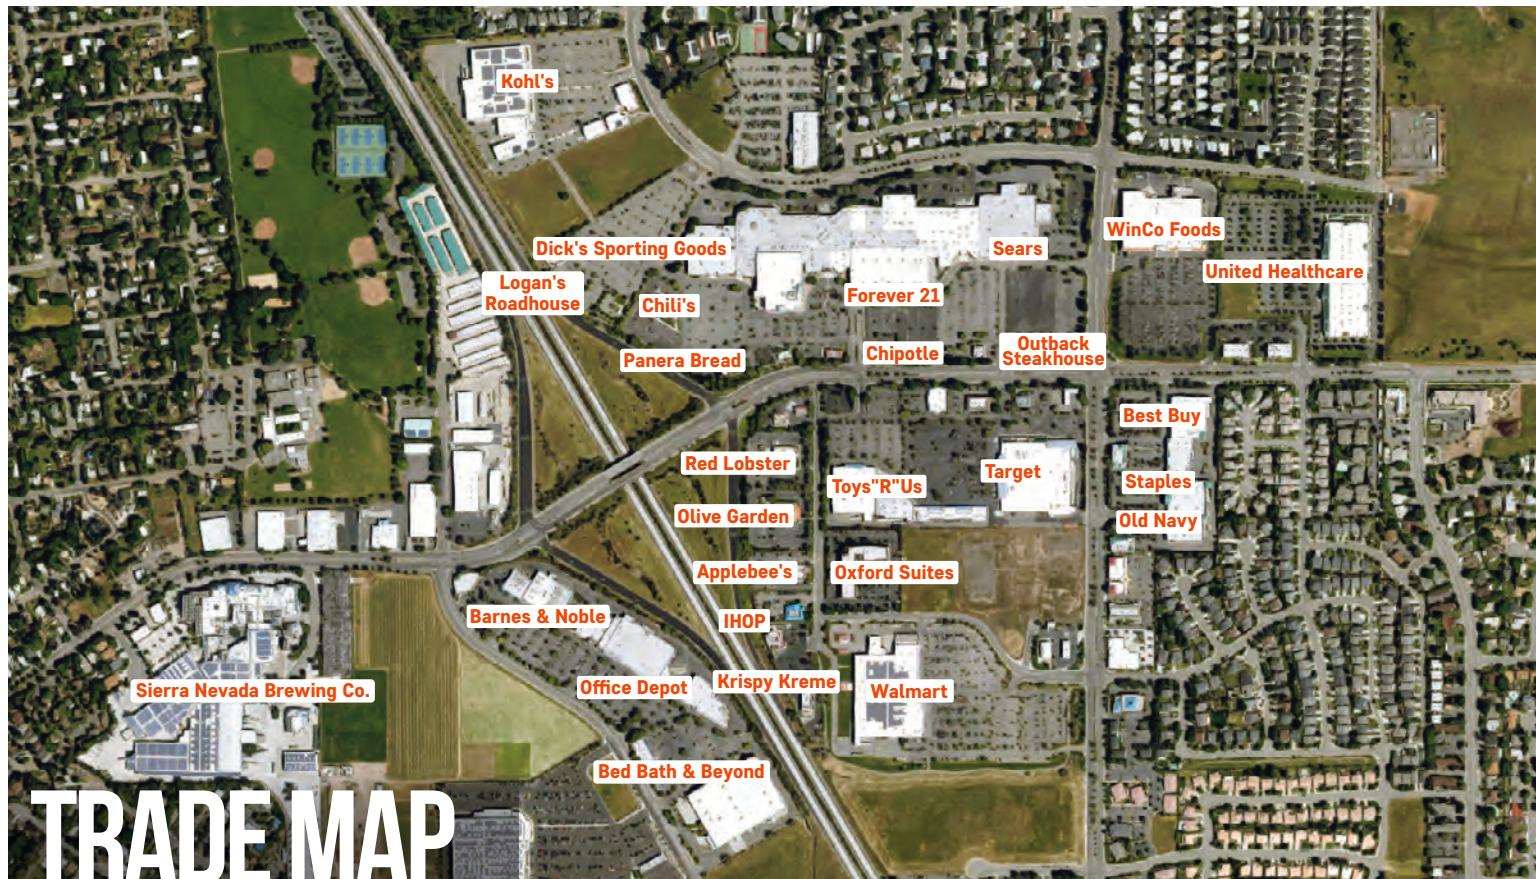 Kohl's
WinCo Foods
Dick's Sporting Goods
Sears
United Healthcare
Logan's
Roadhouse
Forever 21
Chili's
Outback
Steakhouse
Chipotle
Panera Bread
Best Buy
Red Lobster
Target
Staples
Toys"R"Us
Olive Garden
Old Navy
Applebee's
Oxford Suites
Barnes & Noble
IHOP
Krispy Kreme
Office Depot
Sierra Nevada Brewing Co.
Walmart
Bed Bath & Beyond
TRADE MAP